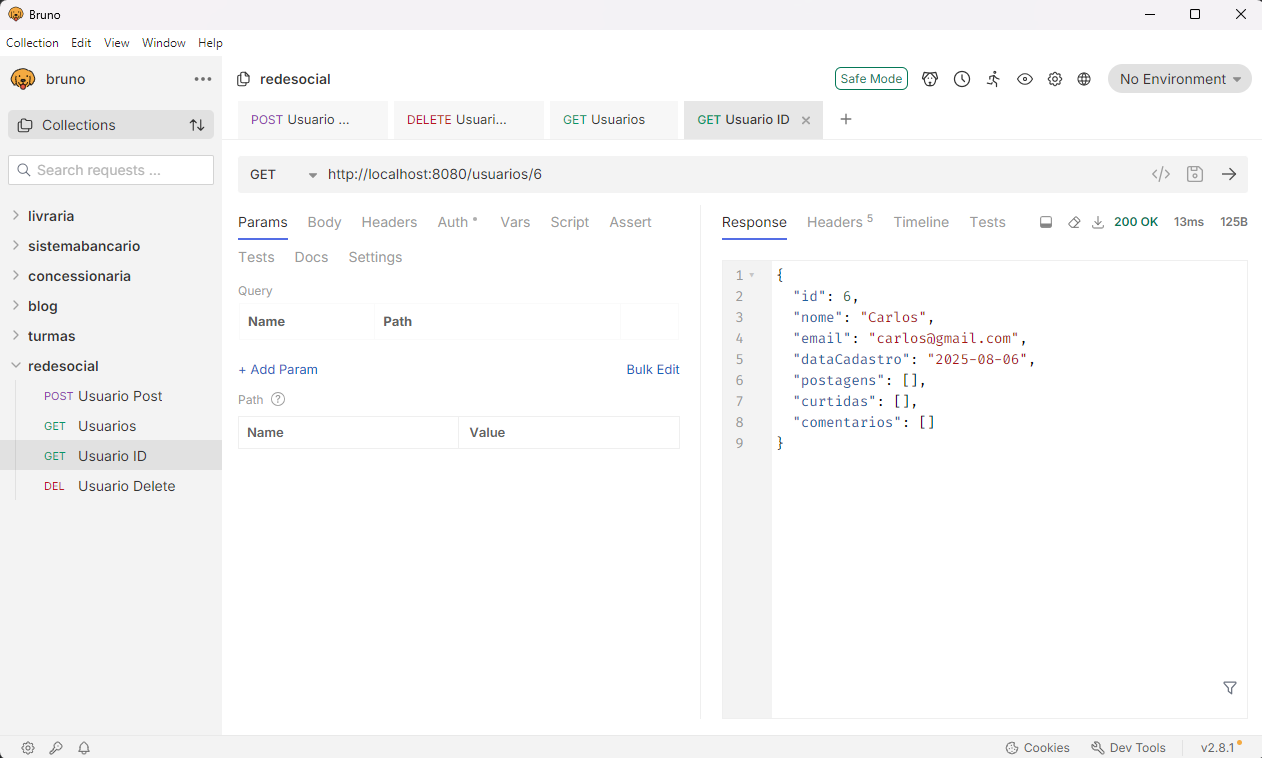 Bruno
Collection Edit View Window Help
bruno
redesocial
Safe Mode
No Environment
Collections
POST Usuario ...
DELETE Usuari...
GET Usuarios
GET Usuario ID
Search requests ...
GET http://localhost:8080/usuarios/6
livraria
sistemabancario
concessionaria
blog
turmas
redesocial
POST Usuario Post
GET Usuarios
GET Usuario ID
DEL Usuario Delete
Params Body Headers Auth Vars Script Assert
Tests Docs Settings
Query
Name Path
+ Add Param Bulk Edit
Path ?
Name Value
Response Headers 5 Timeline Tests 200 OK 13ms 125B
1 {
2 "id": 6,
3 "nome": "Carlos",
4 "email": "carlos@gmail.com",
5 "dataCadastro": "2025-08-06",
6 "postagens": [],
7 "curtidas": [],
8 "comentarios": []
9 }
Cookies Dev Tools v2.8.1